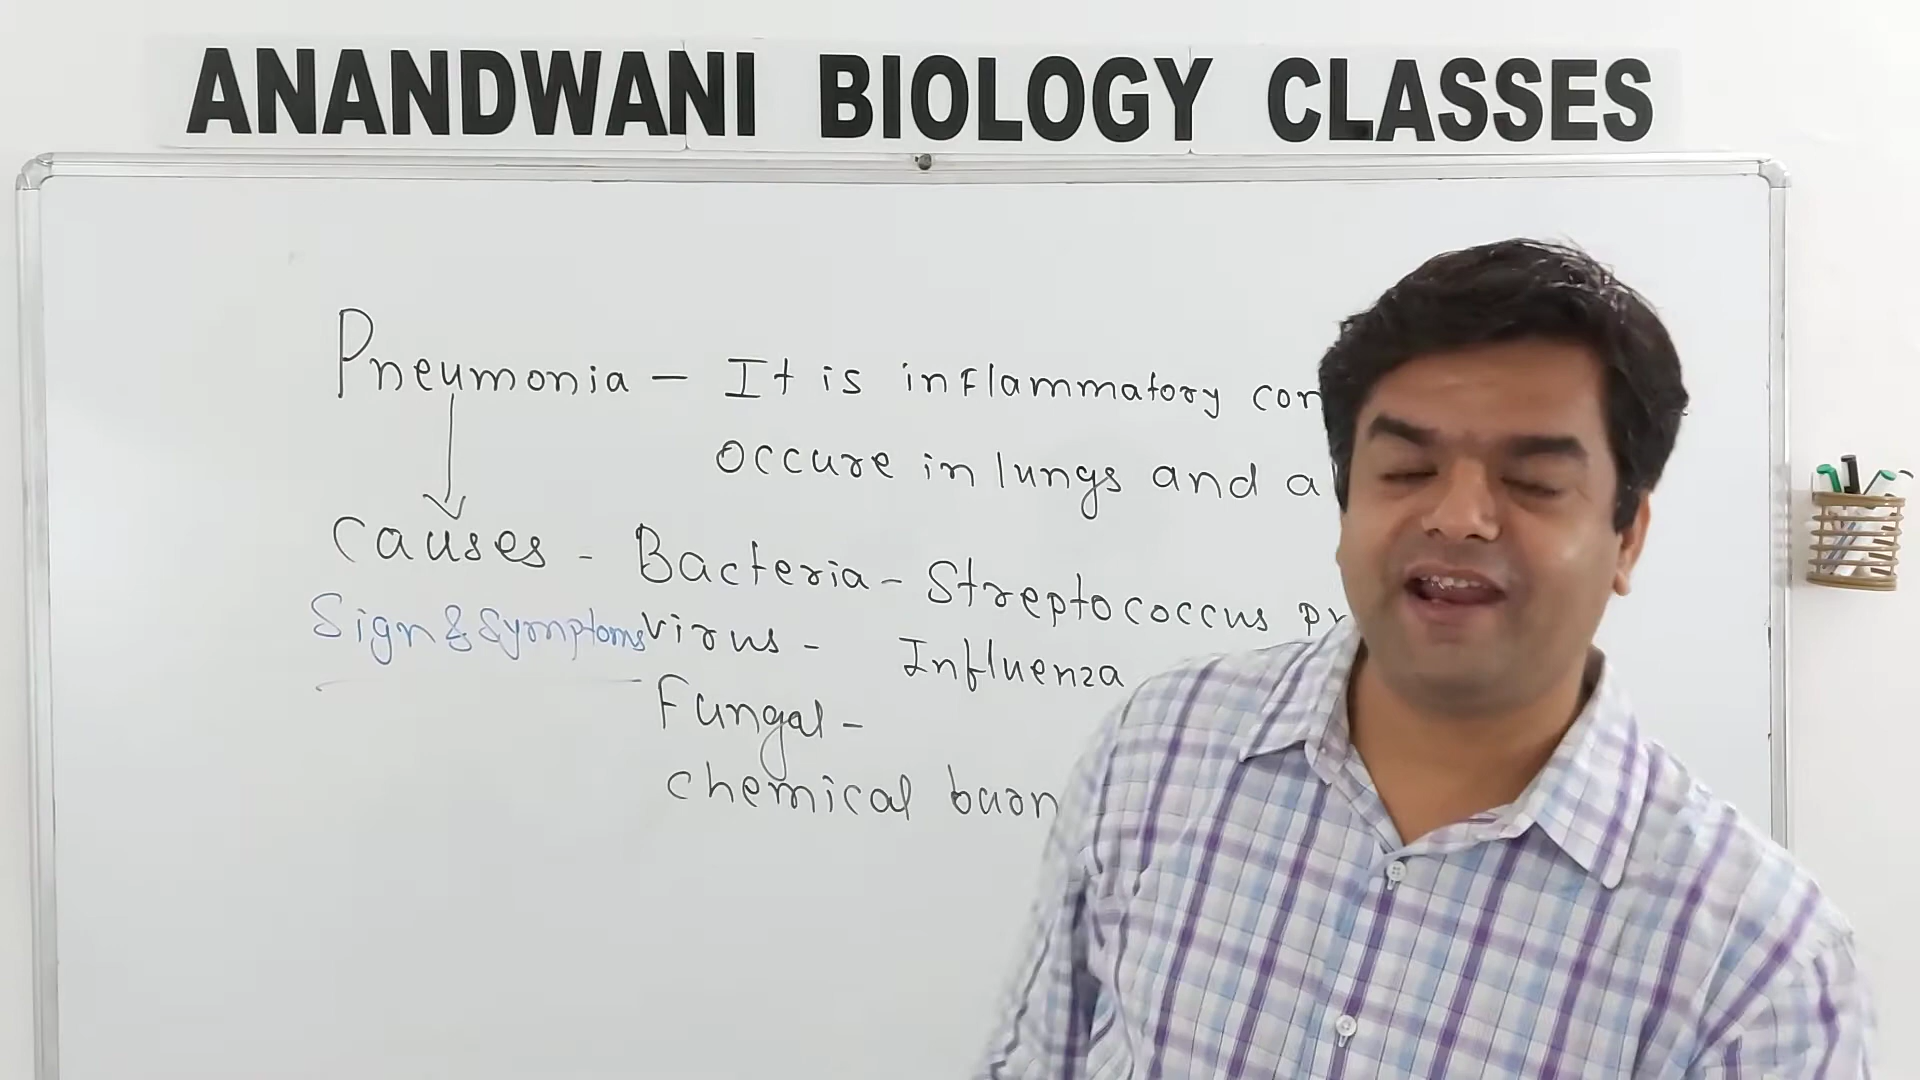 ANANDWANI BIOLOGY CLASSES
Pneumonia - It is inflammatory con
occure in lungs and a
Causes - Bacteria - Streptococcus pr
Sign & Symptoms Virus - Influenza
Fungal -
chemical burn